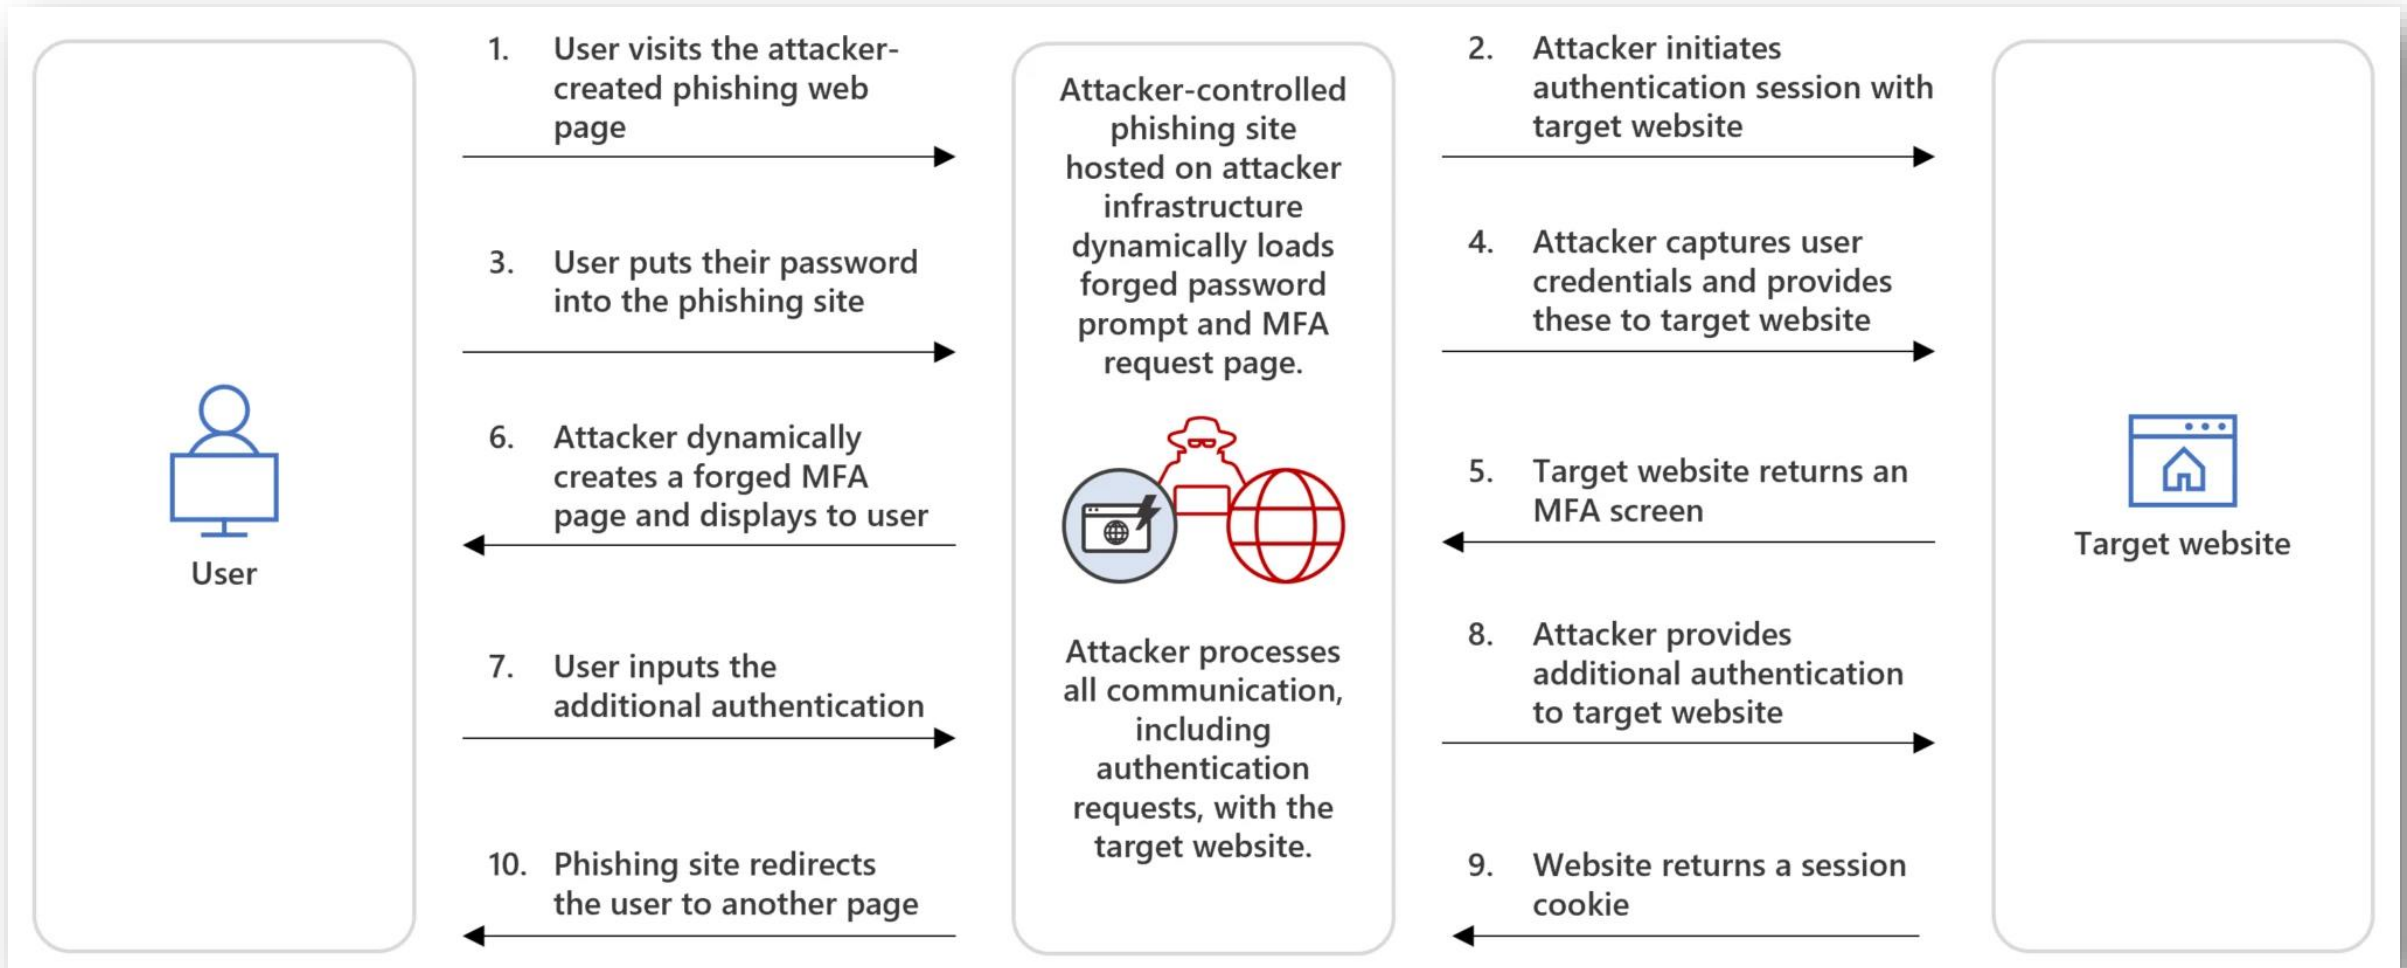 1. User visits the attacker-
created phishing web
page
2. Attacker initiates
authentication session with
target website
3. User puts their password
into the phishing site
4. Attacker captures user
credentials and provides
these to target website
6. Attacker dynamically
creates a forged MFA
page and displays to user
5. Target website returns an
MFA screen
7. User inputs the
additional authentication
8. Attacker provides
additional authentication
to target website
10. Phishing site redirects
the user to another page
9. Website returns a session
cookie
User
Attacker-controlled
phishing site
hosted on attacker
infrastructure
dynamically loads
forged password
prompt and MFA
request page.
Attacker processes
all communication,
including
authentication
requests, with the
target website.
Target website